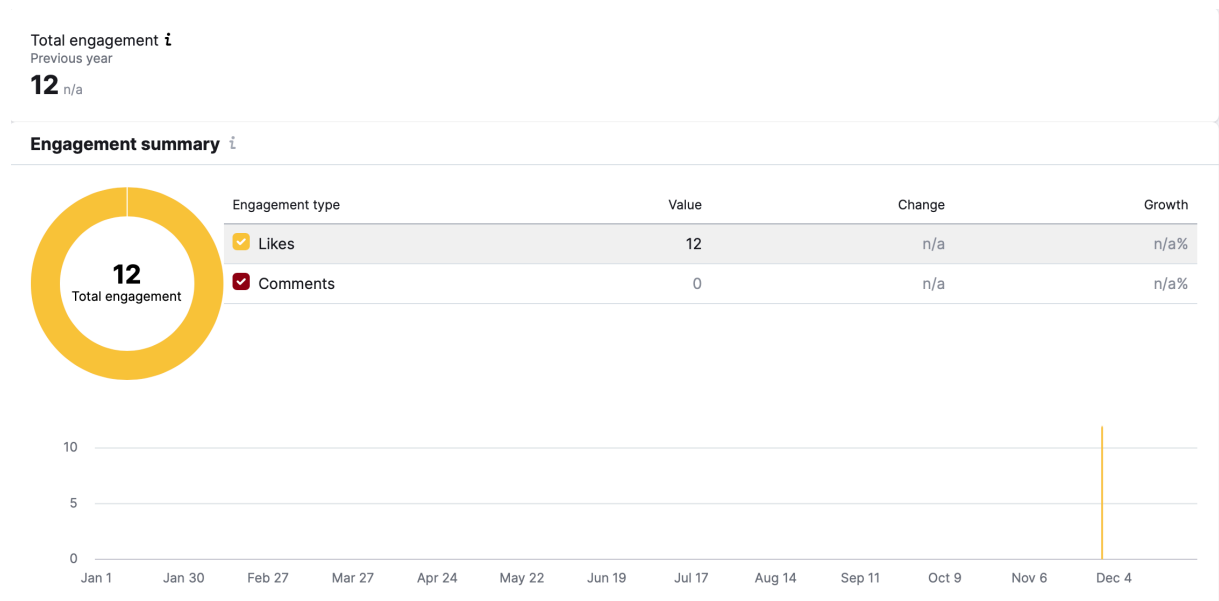 Total engagement i
Previous year
12 n/a
Engagement summary i
12
Total engagement
Engagement type Value Change Growth
Likes 12 n/a n/a%
Comments 0 n/a n/a%
10
5
0
Jan 1 Jan 30 Feb 27 Mar 27 Apr 24 May 22 Jun 19 Jul 17 Aug 14 Sep 11 Oct 9 Nov 6 Dec 4